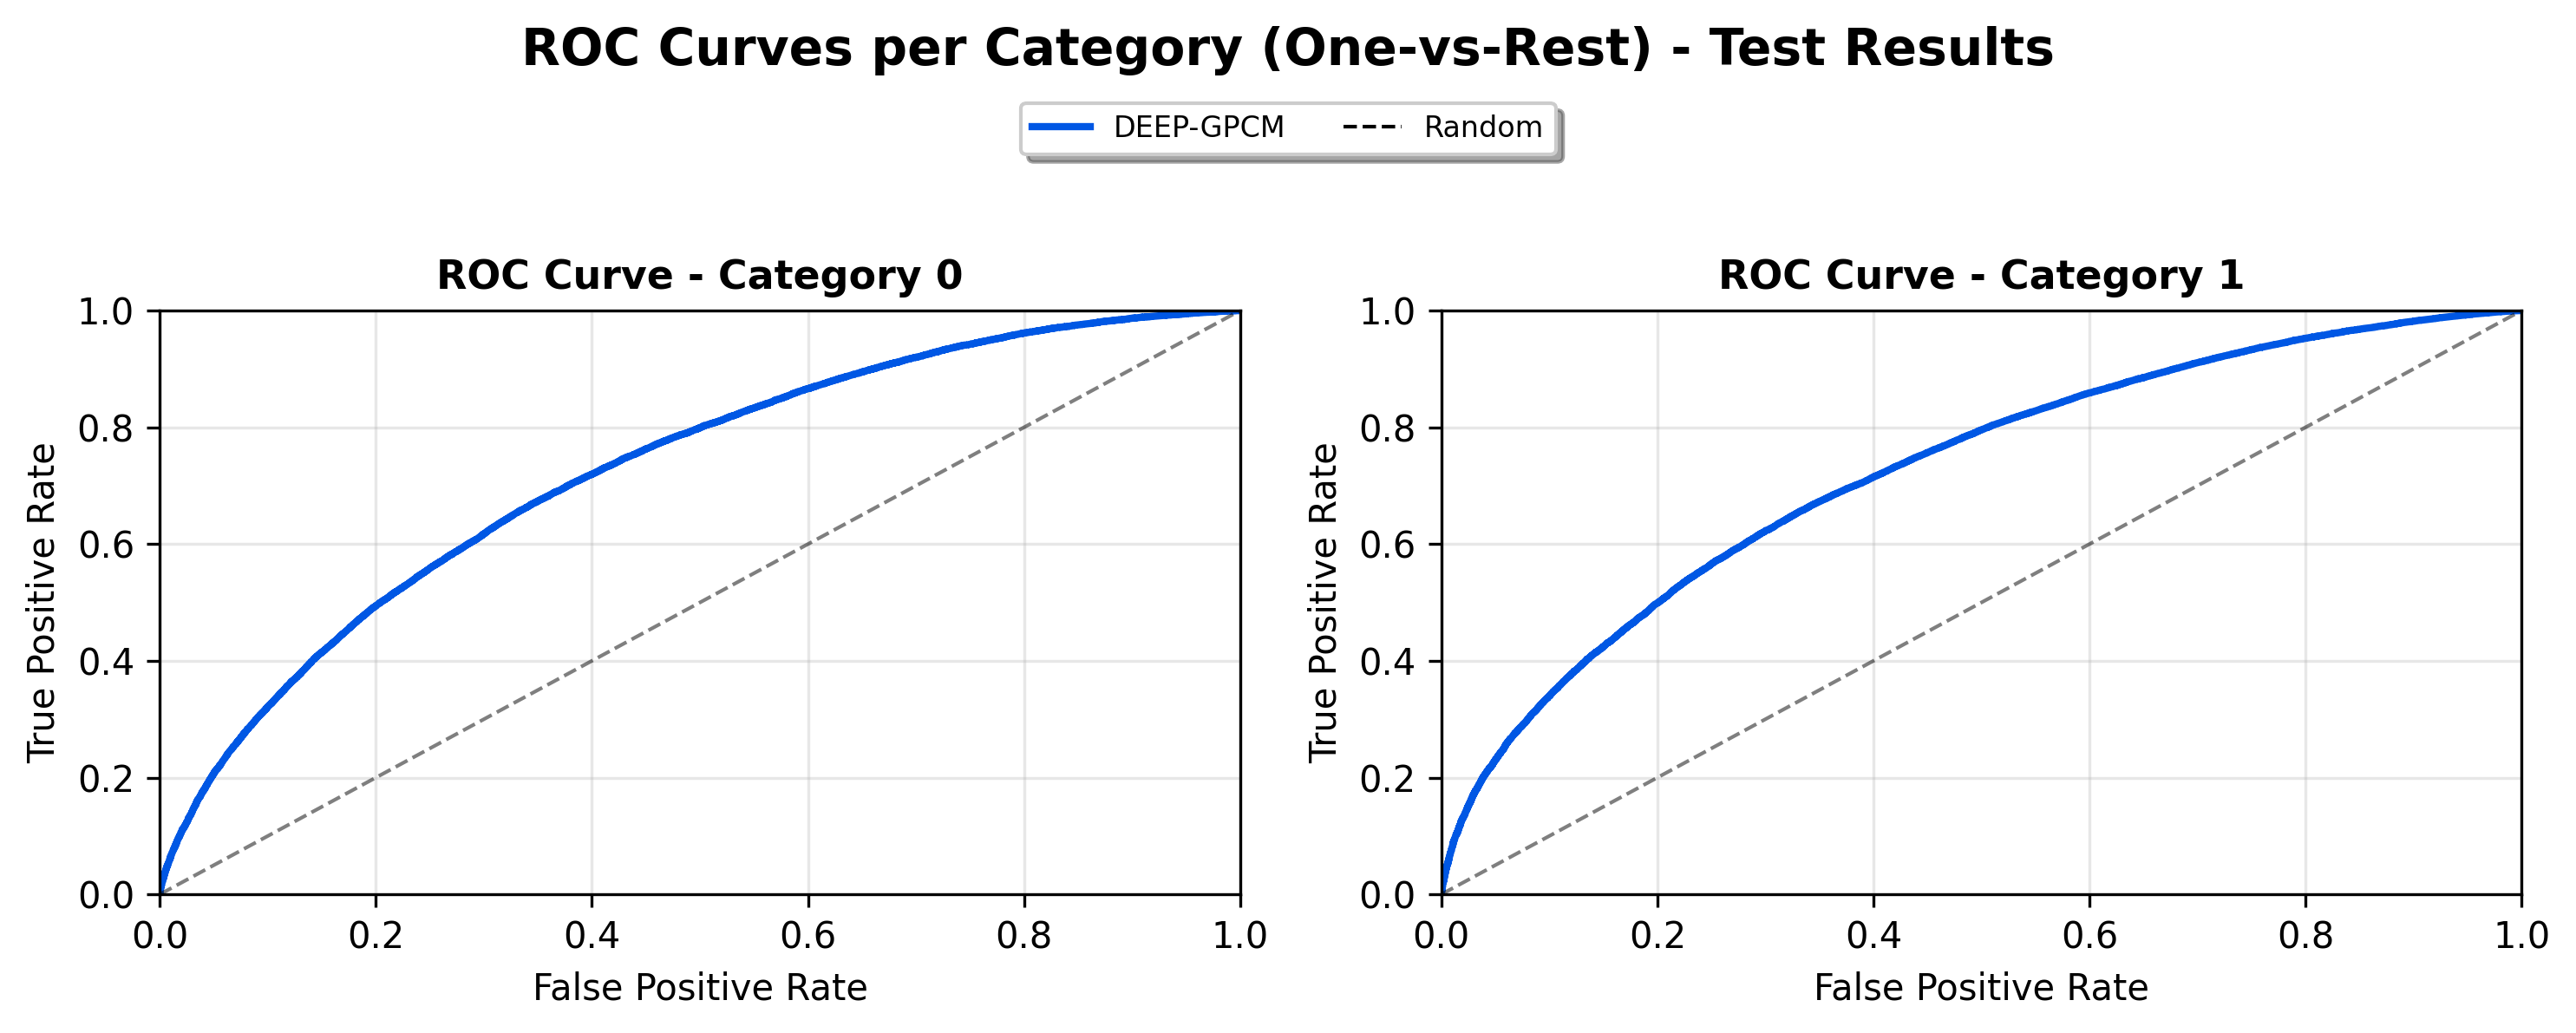 ROC Curves per Category (One-vs-Rest) - Test Results
DEEP-GPCM Random
ROC Curve - Category 0
1.0
0.8
0.6
0.4
0.2
0.0
True Positive Rate
0.0 0.2 0.4 0.6 0.8 1.0
False Positive Rate
ROC Curve - Category 1
1.0
0.8
0.6
0.4
0.2
0.0
True Positive Rate
0.0 0.2 0.4 0.6 0.8 1.0
False Positive Rate